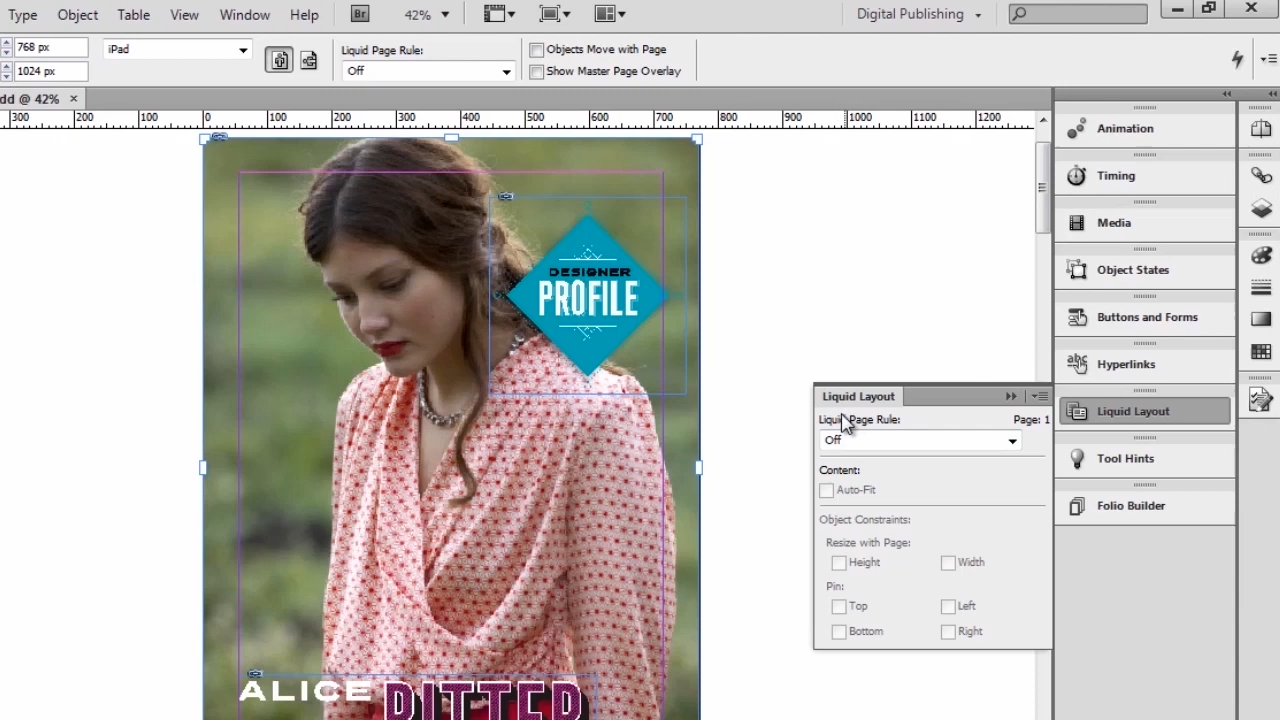 Type Object Table View Window Help Br 42% Digital Publishing
768 px iPad Liquid Page Rule: Objects Move with Page
1024 px Off Show Master Page Overlay
dd @ 42% ×
300 200 100 0 100 200 300 400 500 600 700 800 900 1000 1100 1200
DESIGNER
PROFILE
ALICE RITTER
Liquid Layout
Liquid Page Rule: Page: 1
Off
Content:
Auto-Fit
Object Constraints:
Resize with Page:
Height Width
Pin:
Top Left
Bottom Right
Animation
Timing
Media
Object States
Buttons and Forms
Hyperlinks
Liquid Layout
Tool Hints
Folio Builder